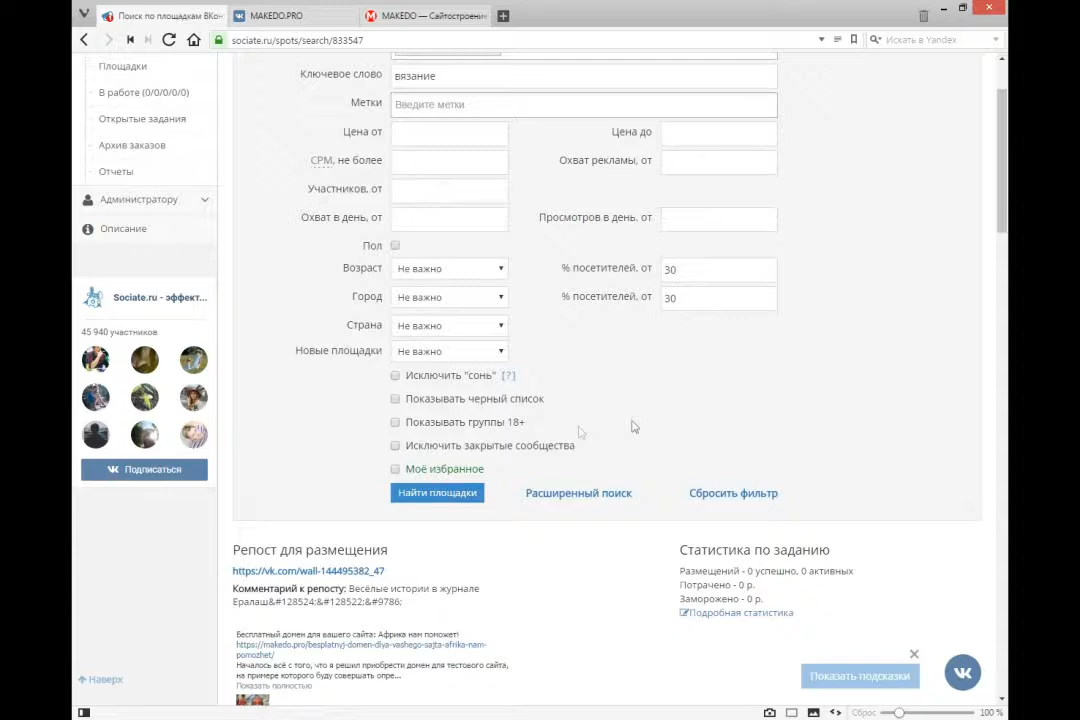 Поиск по площадкам ВКон
MAKEDO.PRO
MAKEDO — Сайтостроение
sociate.ru/spots/search/833547
Искать в Yandex
Площадки
В работе (0/0/0/0/0)
Открытые задания
Архив заказов
Отчеты
Администратору
Описание
Sociate.ru - эффект...
45 940 участников
Подписаться
Наверх
Ключевое слово
вязание
Метки
Введите метки
Цена от
Цена до
CPM, не более
Охват рекламы, от
Участников, от
Охват в день, от
Просмотров в день, от
Пол
Возраст
Не важно
% посетителей, от
30
Город
Не важно
% посетителей, от
30
Страна
Не важно
Новые площадки
Не важно
Исключить "сонь" [?]
Показывать черный список
Показывать группы 18+
Исключить закрытые сообщества
Моё избранное
Найти площадки
Расширенный поиск
Сбросить фильтр
Репост для размещения
https://vk.com/wall-144495382_47
Комментарий к репосту: Весёлые истории в журнале
Ералаш&#128524;&#128522;&#9786;
Бесплатный домен для вашего сайта: Африка нам поможет!
https://makedo.pro/besplatnyj-domen-dlya-vashego-sajta-afrika-nam-
pomozhet/
Началось всё с того, что я решил приобрести домен для тестового сайта,
на примере которого буду совершать опре...
Показать полностью
Статистика по заданию
Размещений - 0 успешно, 0 активных
Потрачено - 0 р.
Заморожено - 0 р.
Подробная статистика
Показать подсказки
Сброс
100 %